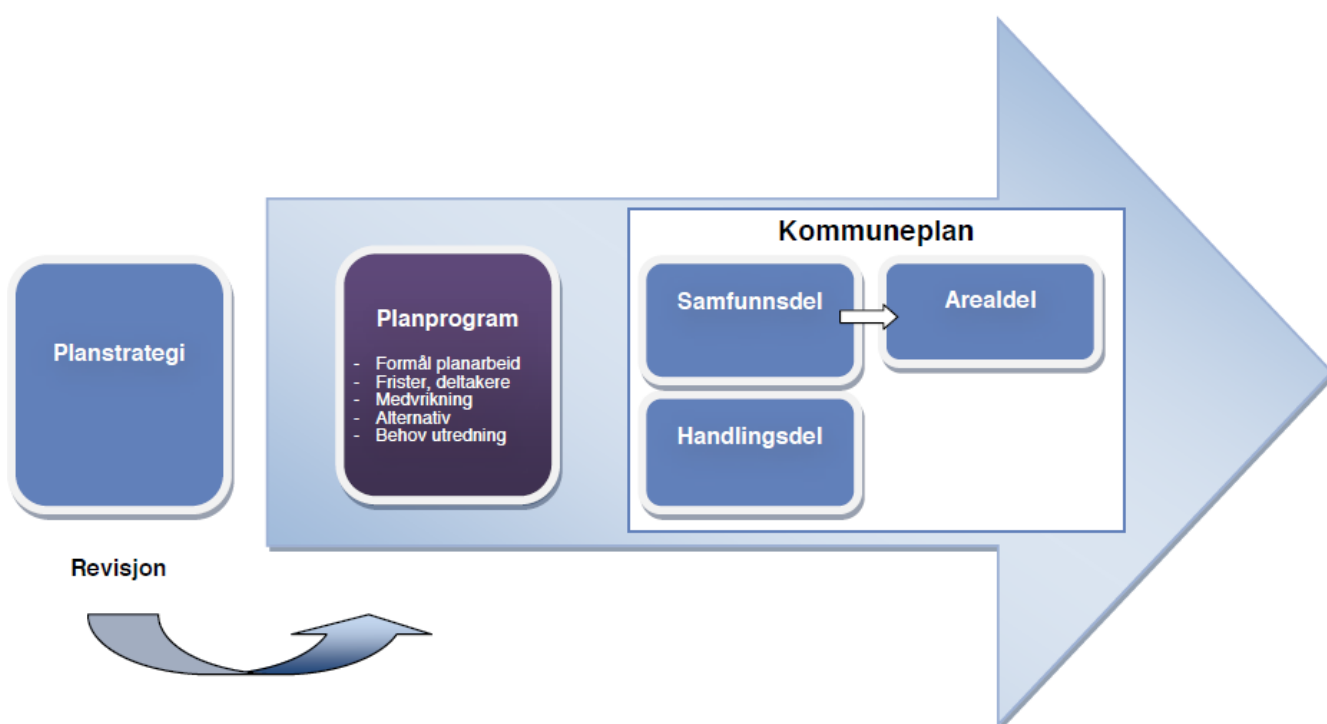 Planstrategi
Revisjon
Planprogram
- Formål planarbeid
- Frister, deltakere
- Medvrikning
- Alternativ
- Behov utredning
Kommuneplan
Samfunnsdel
Arealdel
Handlingsdel